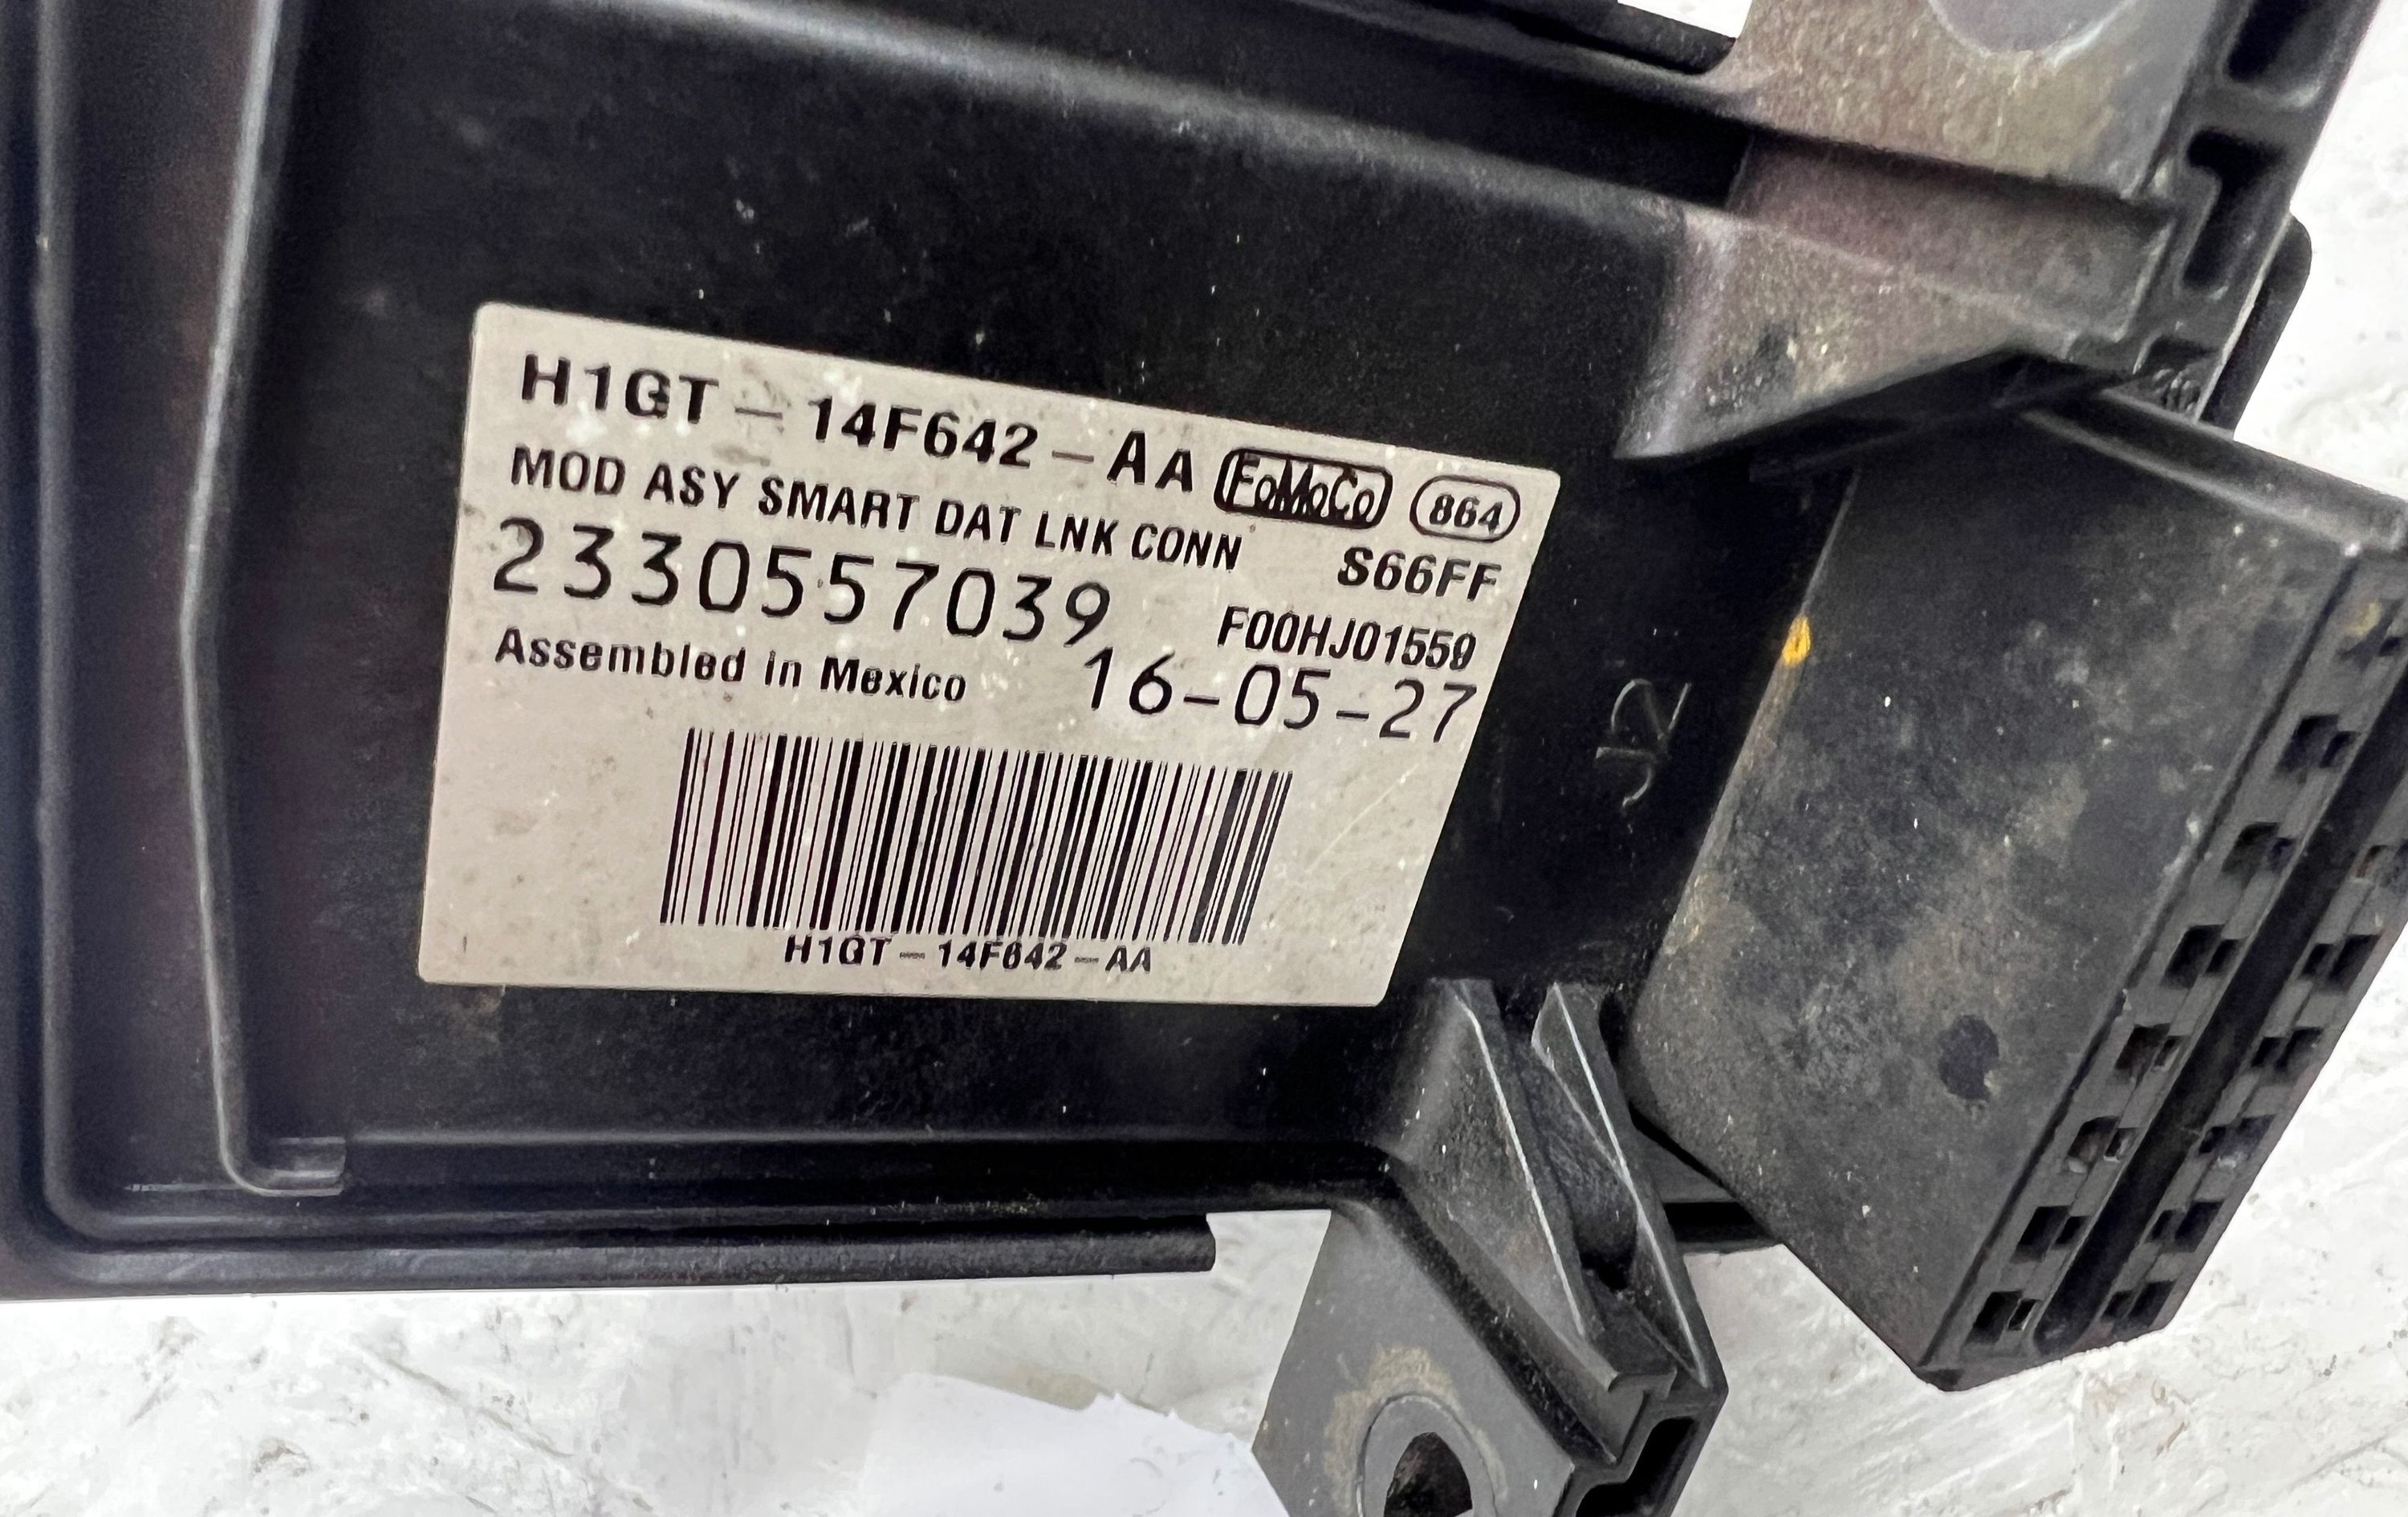 H1GT - 14F642 - AA FoMoCo 864
MOD ASY SMART DAT LNK CONN S66FF
2330557039 F00HJ01559
Assembled in Mexico 16-05-27
H1GT - 14F642 - AA
J2